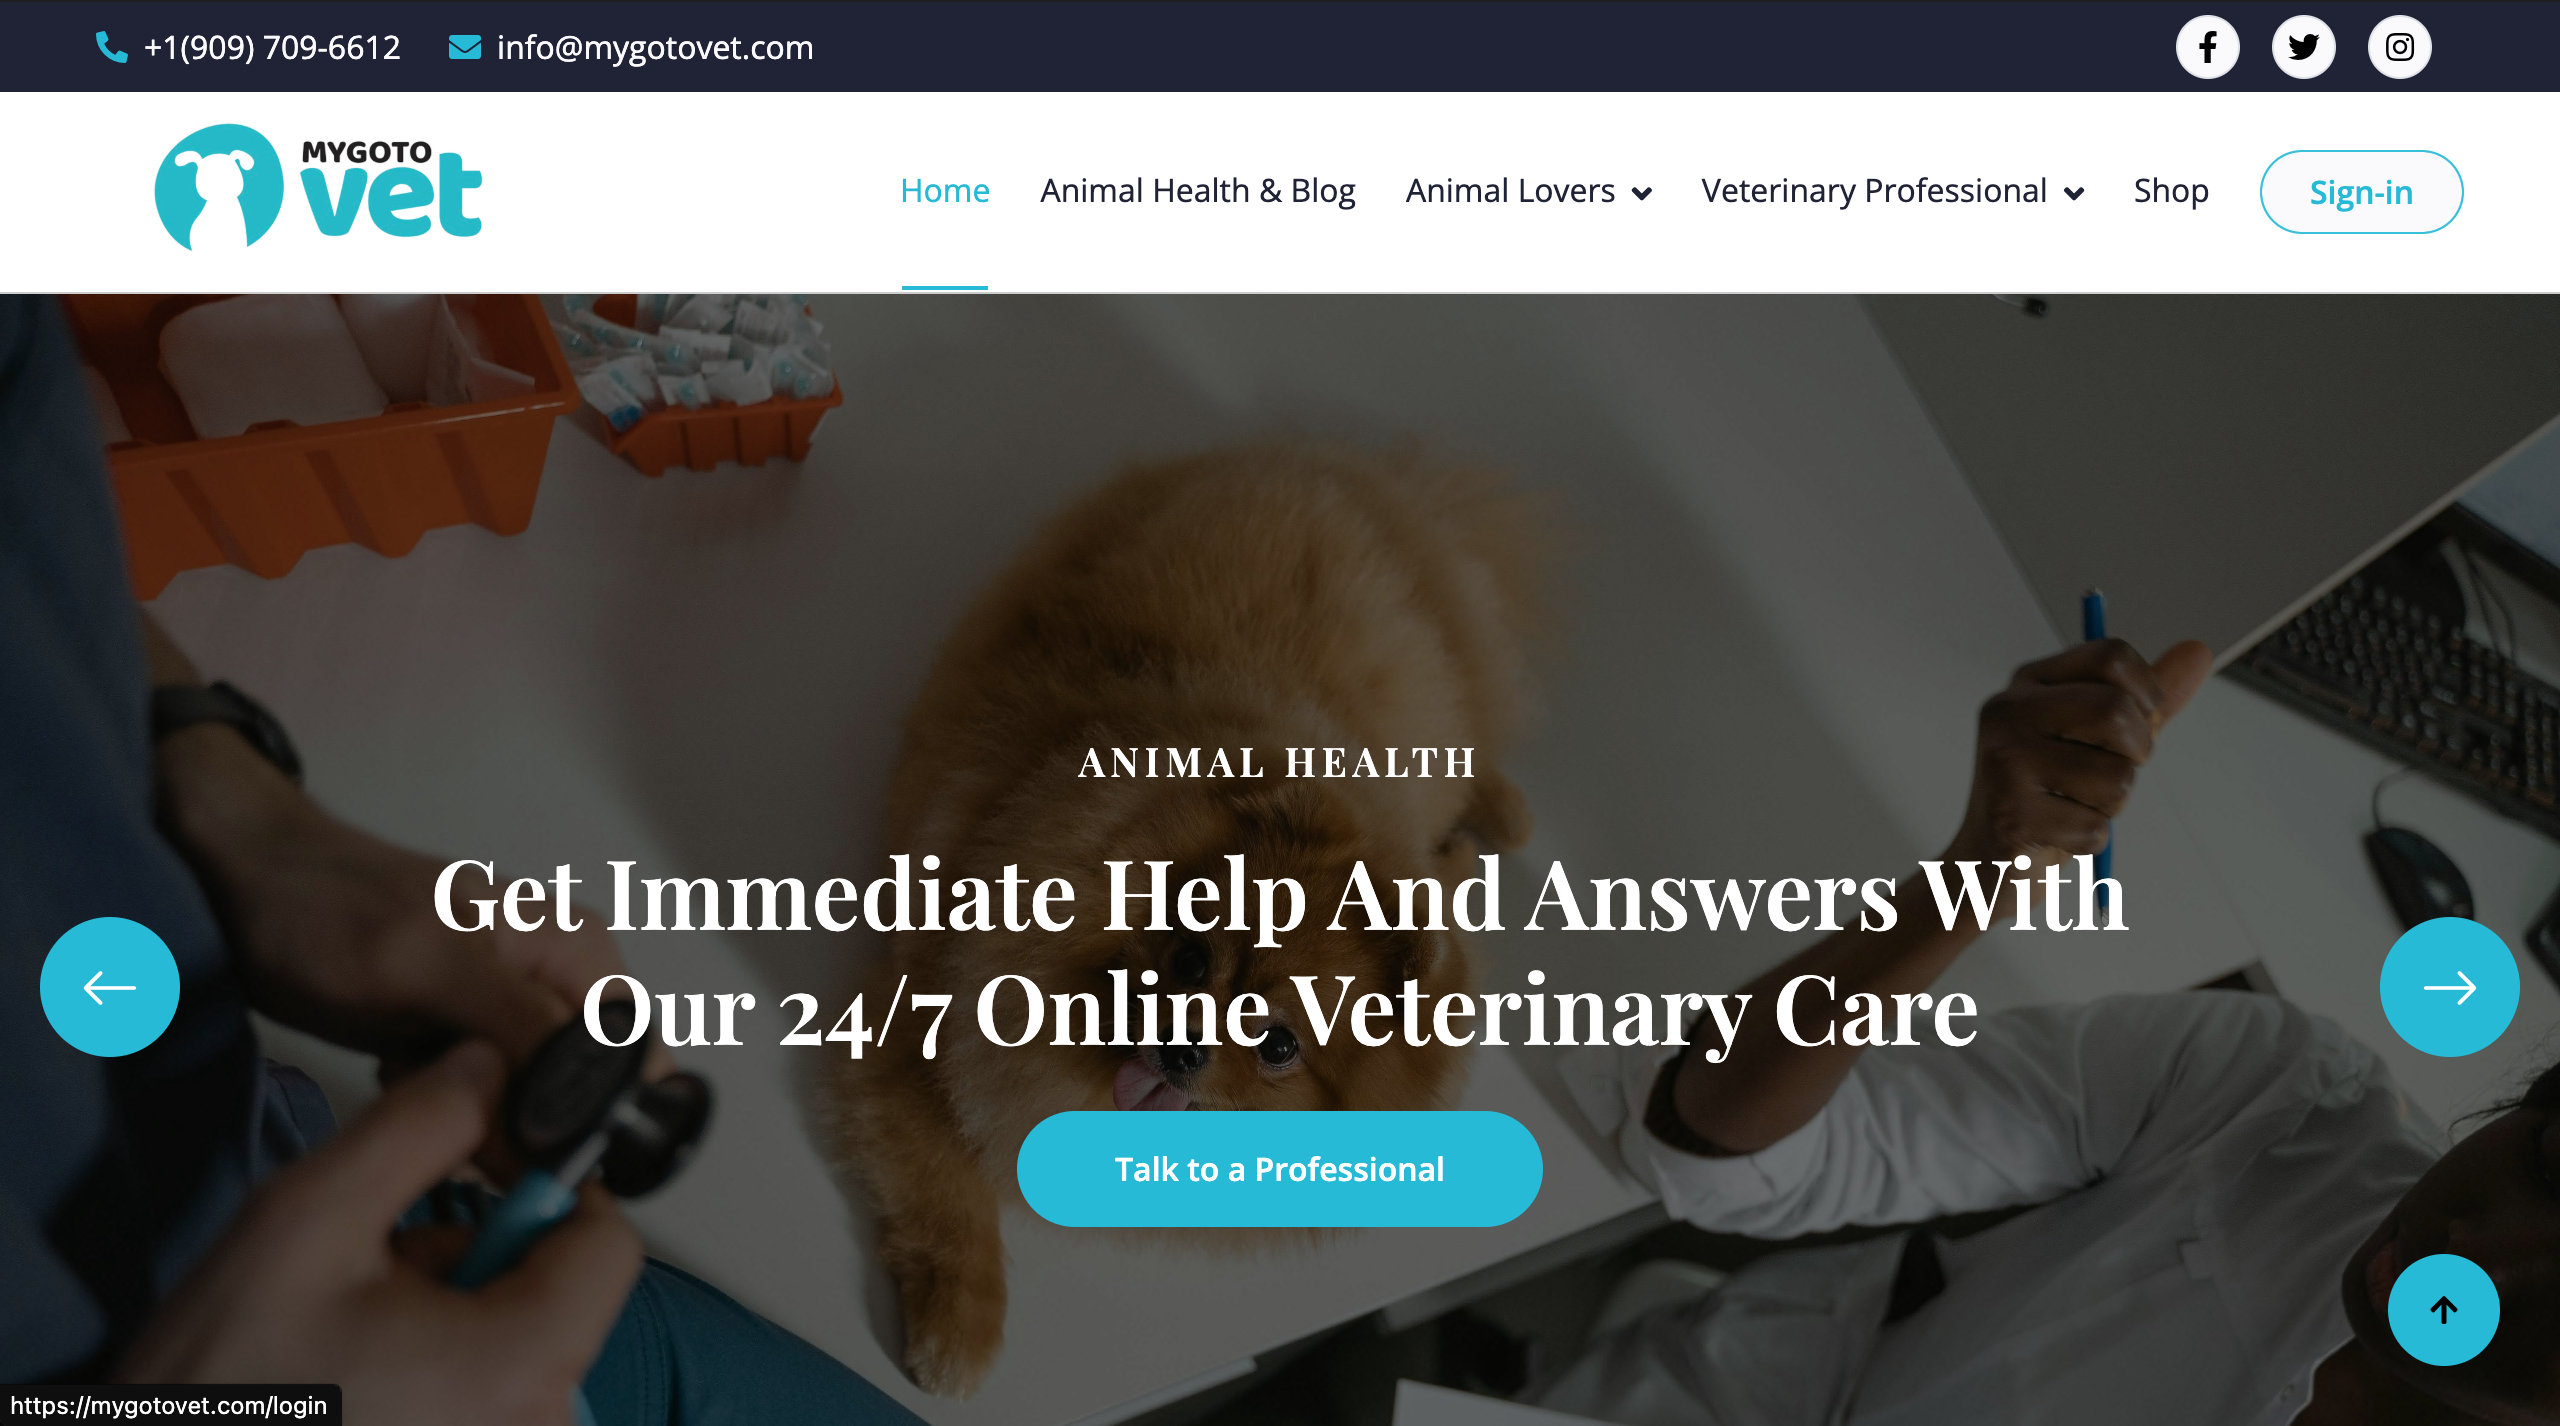 +1(909) 709-6612 info@mygotovet.com
MYGOTO
vet
Home Animal Health & Blog Animal Lovers Veterinary Professional Shop Sign-in
ANIMAL HEALTH
Get Immediate Help And Answers With
Our 24/7 Online Veterinary Care
Talk to a Professional
https://mygotovet.com/login